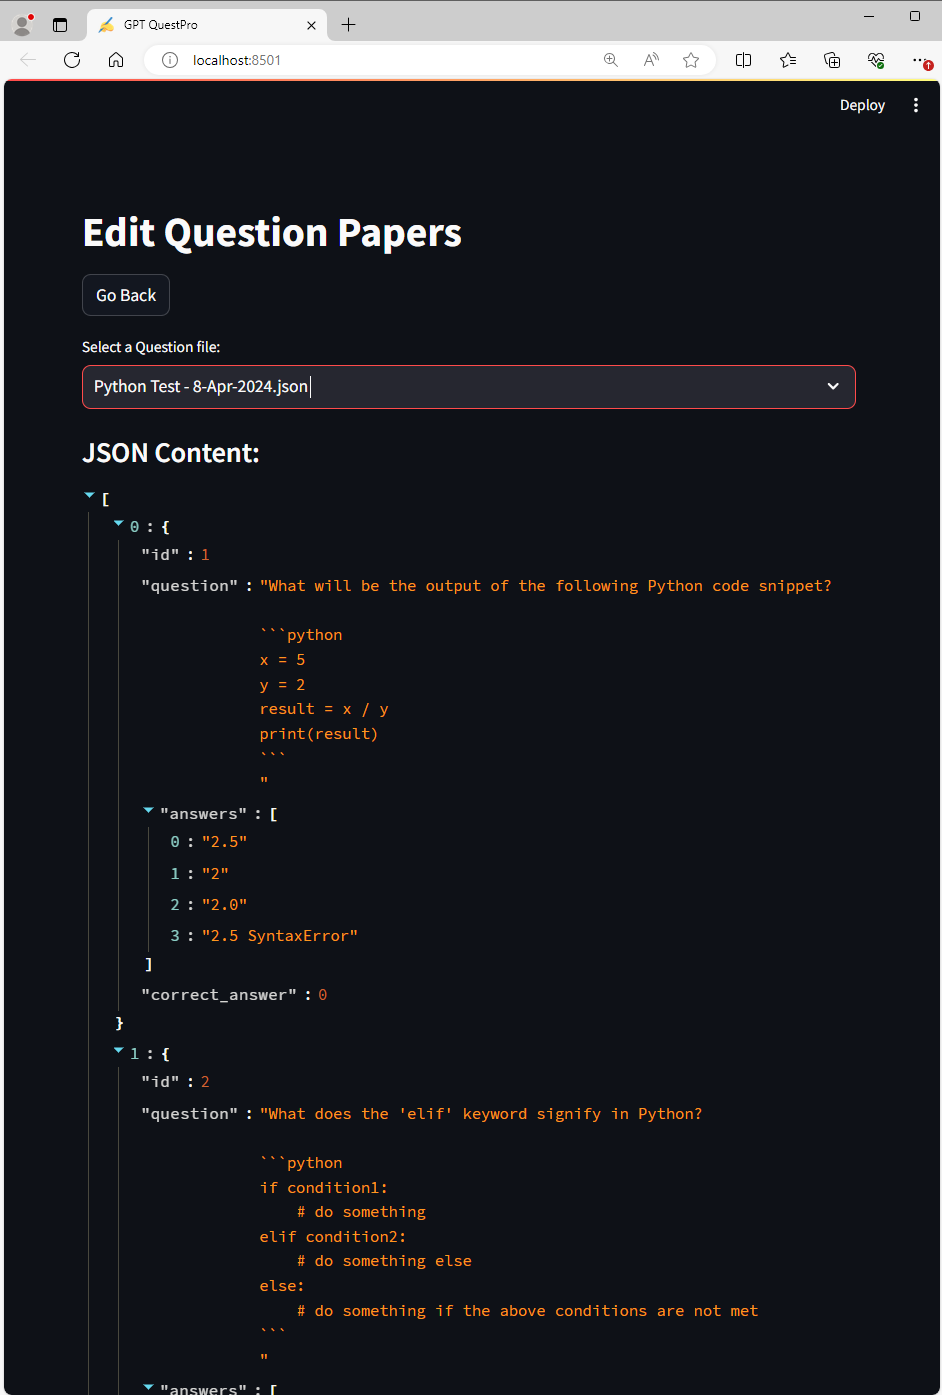 GPT QuestPro
localhost:8501
Deploy
Edit Question Papers
Go Back
Select a Question file:
Python Test - 8-Apr-2024.json
JSON Content:
[
0 : {
"id" : 1
"question" : "What will be the output of the following Python code snippet?
```python
x = 5
y = 2
result = x / y
print(result)
```
"
"answers" : [
0 : "2.5"
1 : "2"
2 : "2.0"
3 : "2.5 SyntaxError"
]
"correct_answer" : 0
}
1 : {
"id" : 2
"question" : "What does the 'elif' keyword signify in Python?
```python
if condition1:
# do something
elif condition2:
# do something else
else:
# do something if the above conditions are not met
```
"
"answers" : [